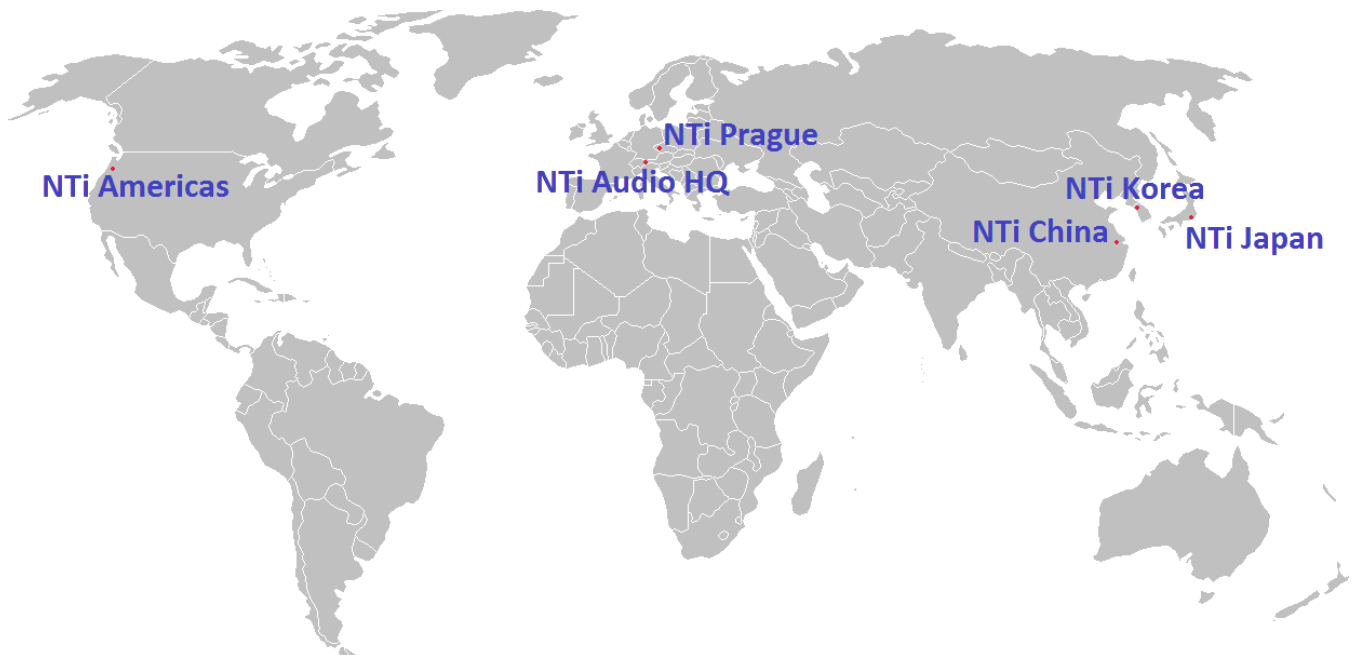 NTi Prague
NTi Americas
NTi Audio HQ
NTi Korea
NTi China
NTi Japan